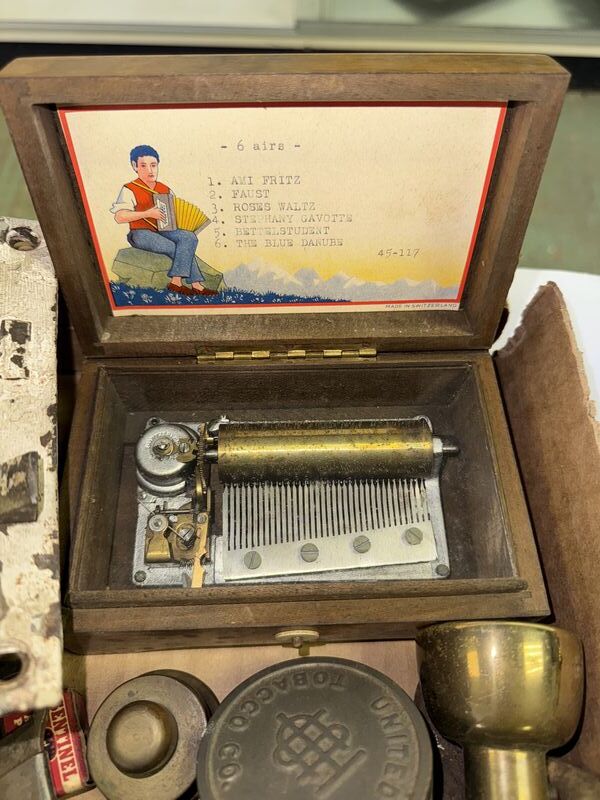 - 6 airs -
1. AMI FRITZ
2. FAUST
3. ROSES WALTZ
4. STEPHANY GAVOTTE
5. BETTELSTUDENT
6. THE BLUE DANUBE
45-117
MADE IN SWITZERLAND
UNITED
TOBACCO CO.